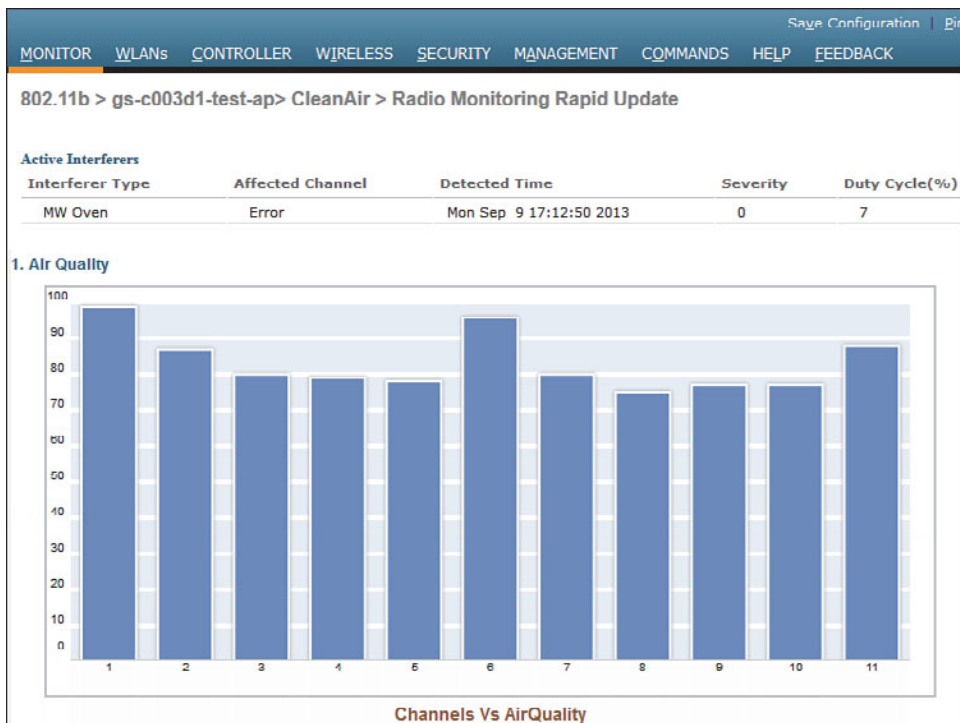 Save Configuration |
MONITOR WLANs CONTROLLER WIRELESS SECURITY MANAGEMENT COMMANDS HELP FEEDBACK
802.11b > gs-c003d1-test-ap> CleanAir > Radio Monitoring Rapid Update
Active Interferers
Interferer Type Affected Channel Detected Time Severity Duty Cycle(%)
MW Oven Error Mon Sep 9 17:12:50 2013 0 7
1. Air Quality
100
90
80
70
60
50
40
30
20
10
0
1 2 3 4 5 6 7 8 9 10 11
Channels Vs AirQuality